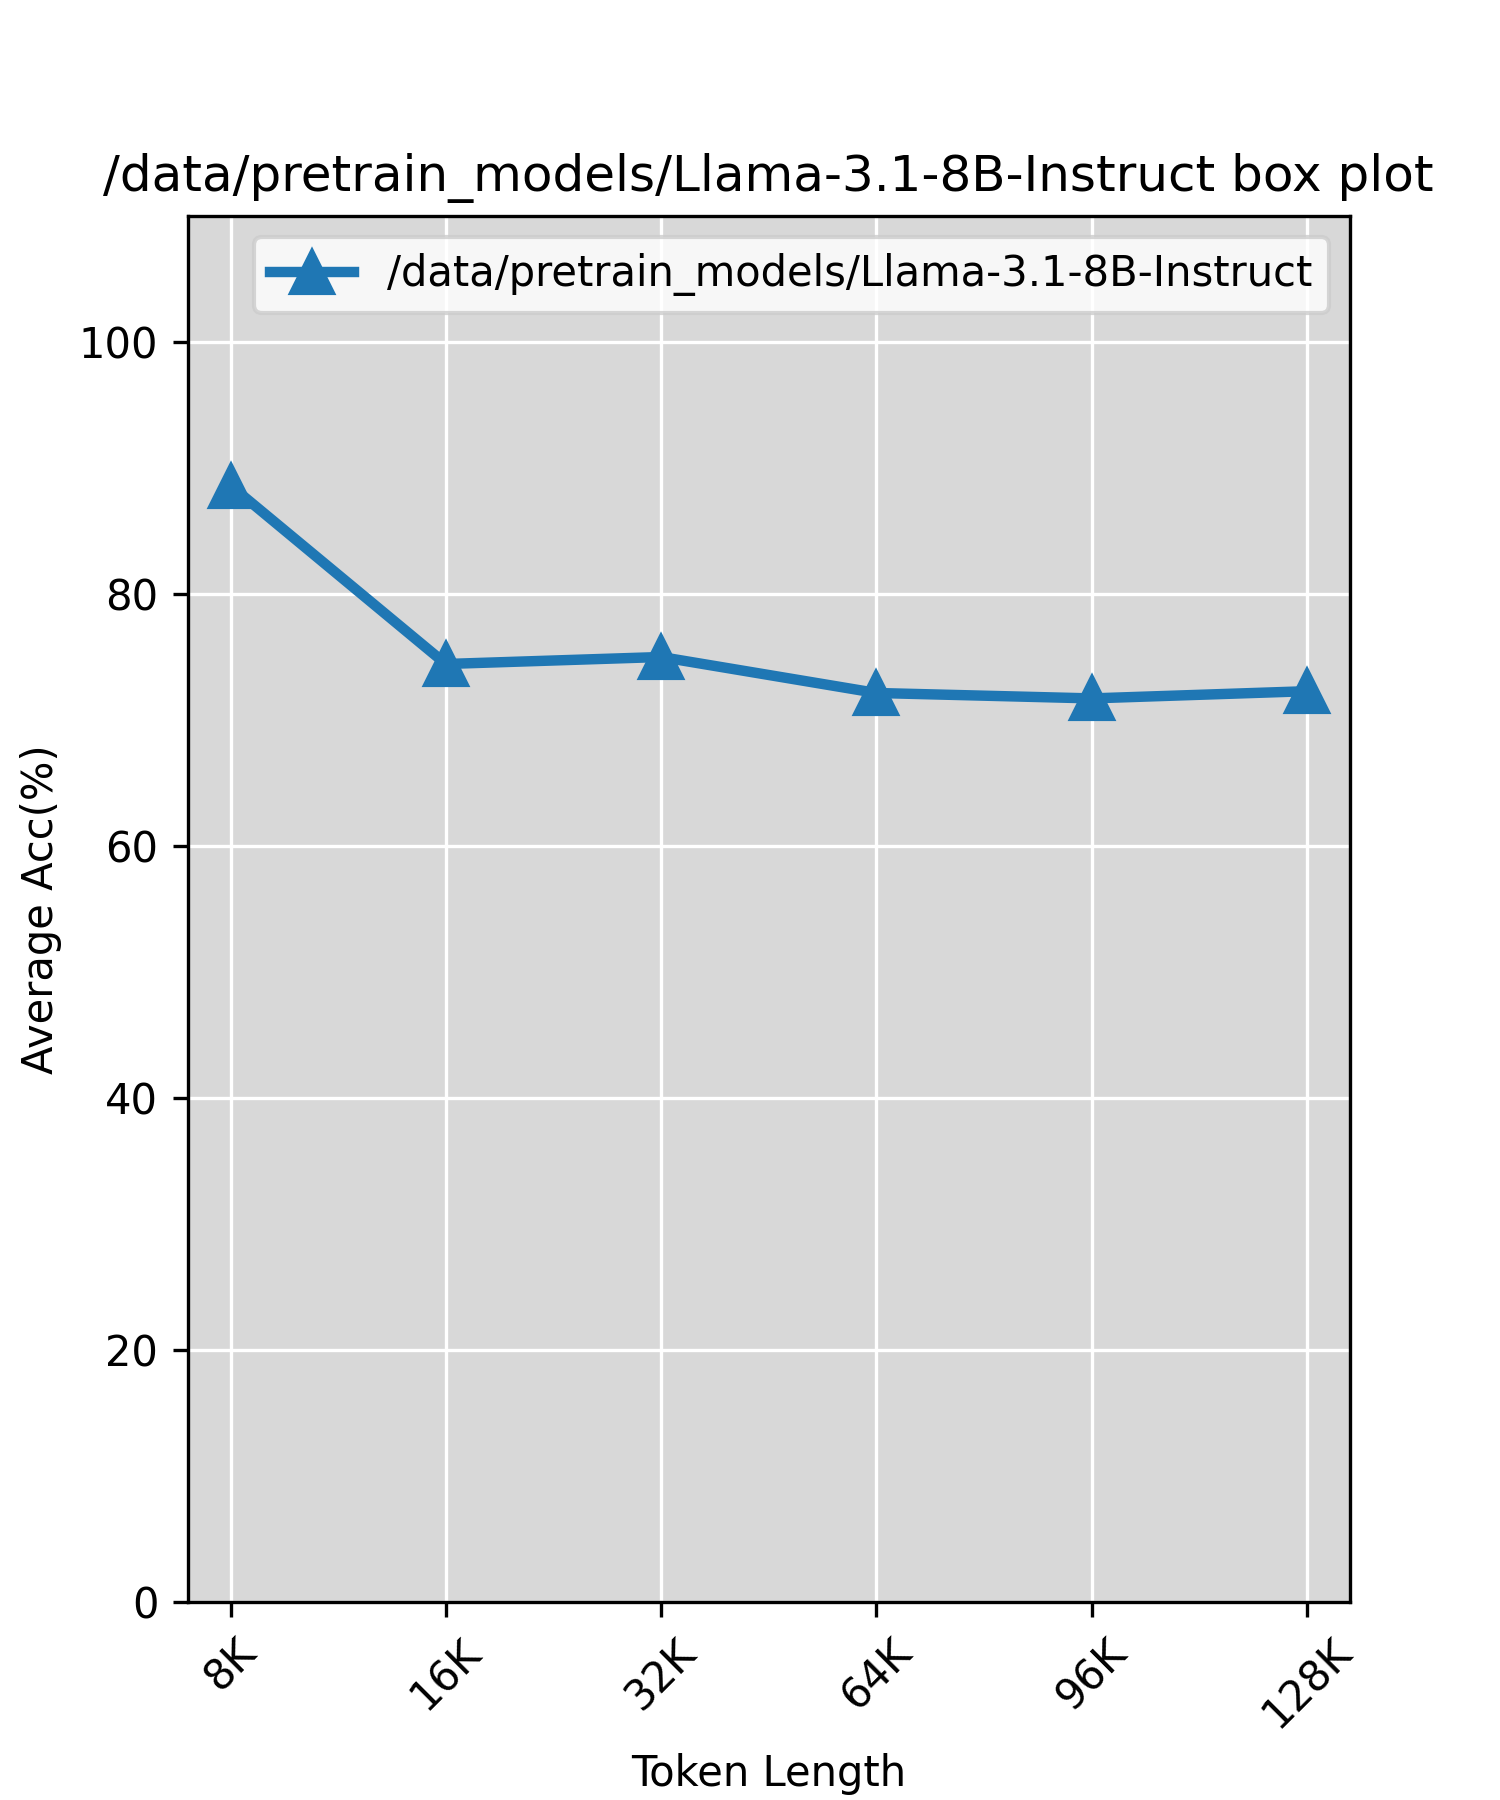 /data/pretrain_models/Llama-3.1-8B-Instruct box plot
/data/pretrain_models/Llama-3.1-8B-Instruct
100
80
60
40
20
0
Average Acc(%)
8K
16K
32K
64K
96K
128K
Token Length